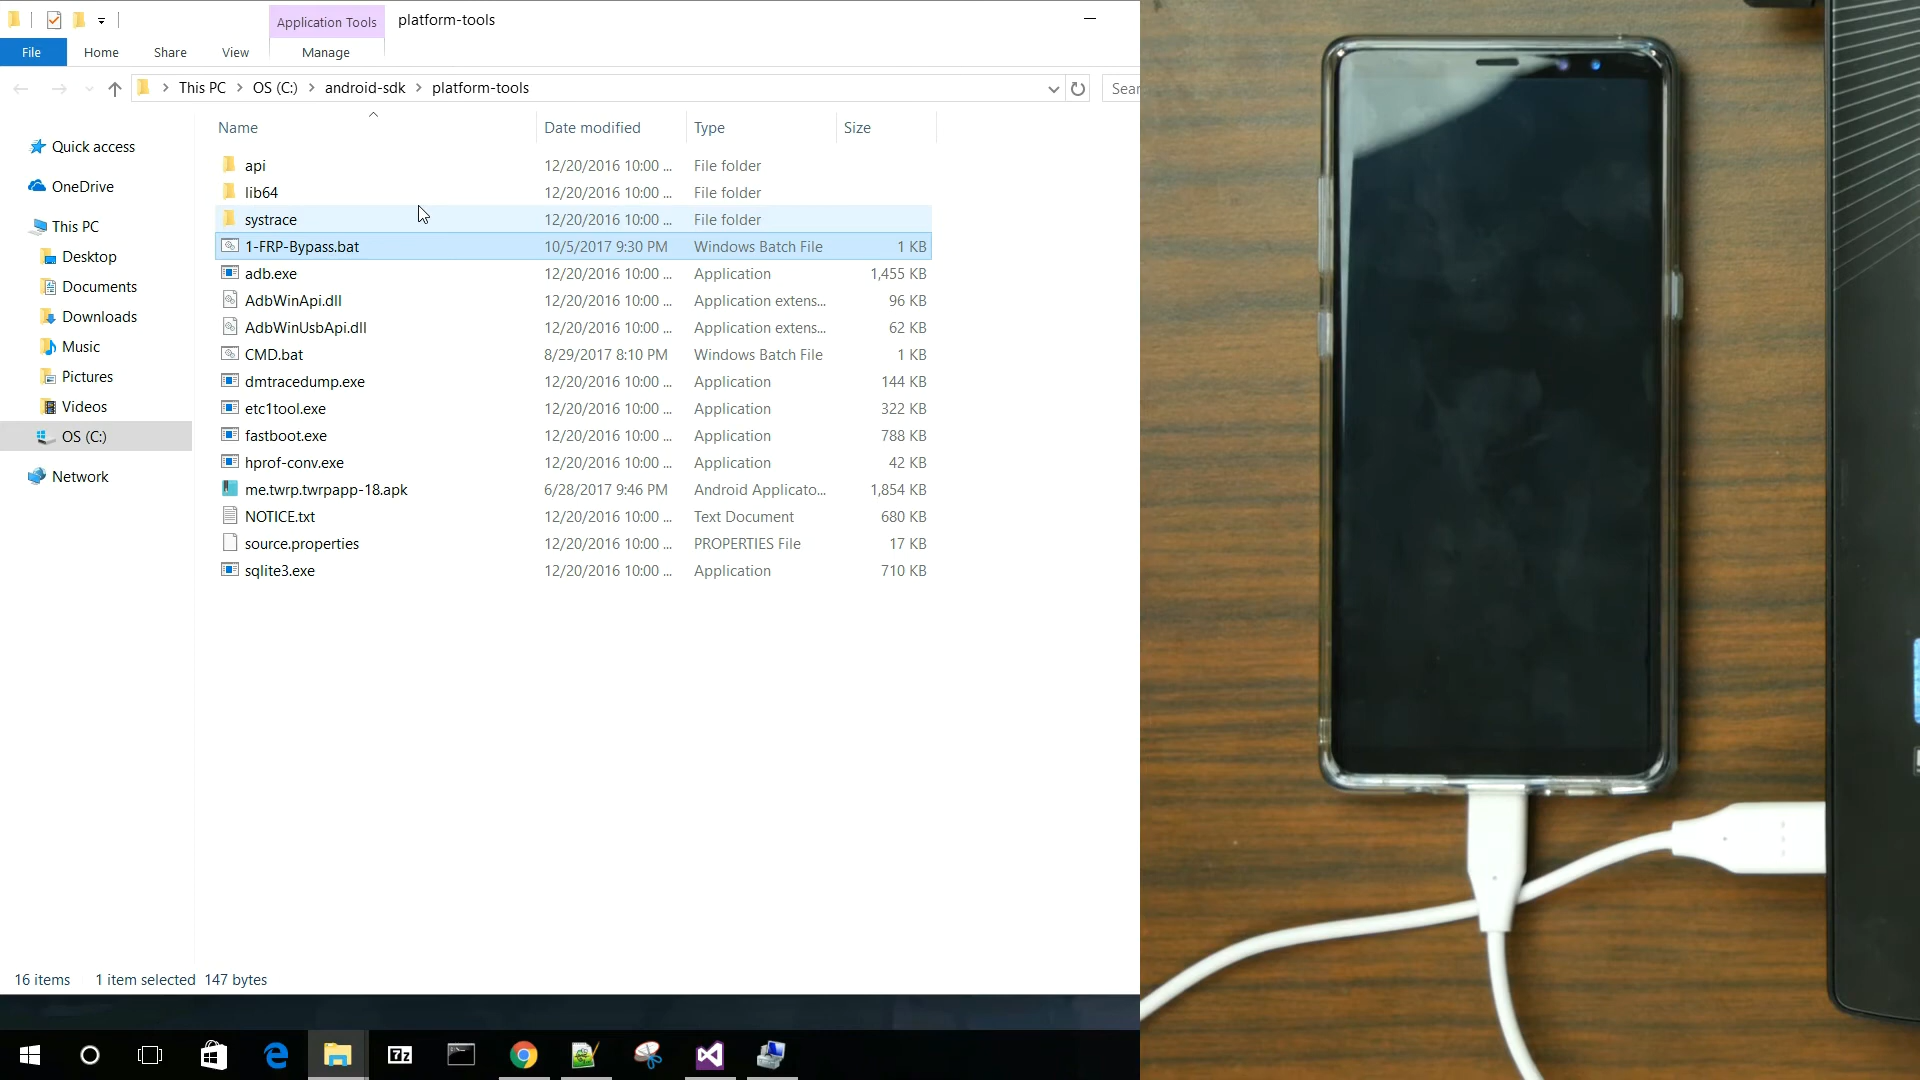 Application Tools platform-tools
File Home Share View Manage
This PC OS (C:) android-sdk platform-tools
Name Date modified Type Size
Quick access
OneDrive
This PC
Desktop
Documents
Downloads
Music
Pictures
Videos
OS (C:)
Network
api 12/20/2016 10:00 ... File folder
lib64 12/20/2016 10:00 ... File folder
systrace 12/20/2016 10:00 ... File folder
1-FRP-Bypass.bat 10/5/2017 9:30 PM Windows Batch File 1 KB
adb.exe 12/20/2016 10:00 ... Application 1,455 KB
AdbWinApi.dll 12/20/2016 10:00 ... Application extens... 96 KB
AdbWinUsbApi.dll 12/20/2016 10:00 ... Application extens... 62 KB
CMD.bat 8/29/2017 8:10 PM Windows Batch File 1 KB
dmtracedump.exe 12/20/2016 10:00 ... Application 144 KB
etc1tool.exe 12/20/2016 10:00 ... Application 322 KB
fastboot.exe 12/20/2016 10:00 ... Application 788 KB
hprof-conv.exe 12/20/2016 10:00 ... Application 42 KB
me.twrp.twrpapp-18.apk 6/28/2017 9:46 PM Android Applicato... 1,854 KB
NOTICE.txt 12/20/2016 10:00 ... Text Document 680 KB
source.properties 12/20/2016 10:00 ... PROPERTIES File 17 KB
sqlite3.exe 12/20/2016 10:00 ... Application 710 KB
16 items 1 item selected 147 bytes
7z